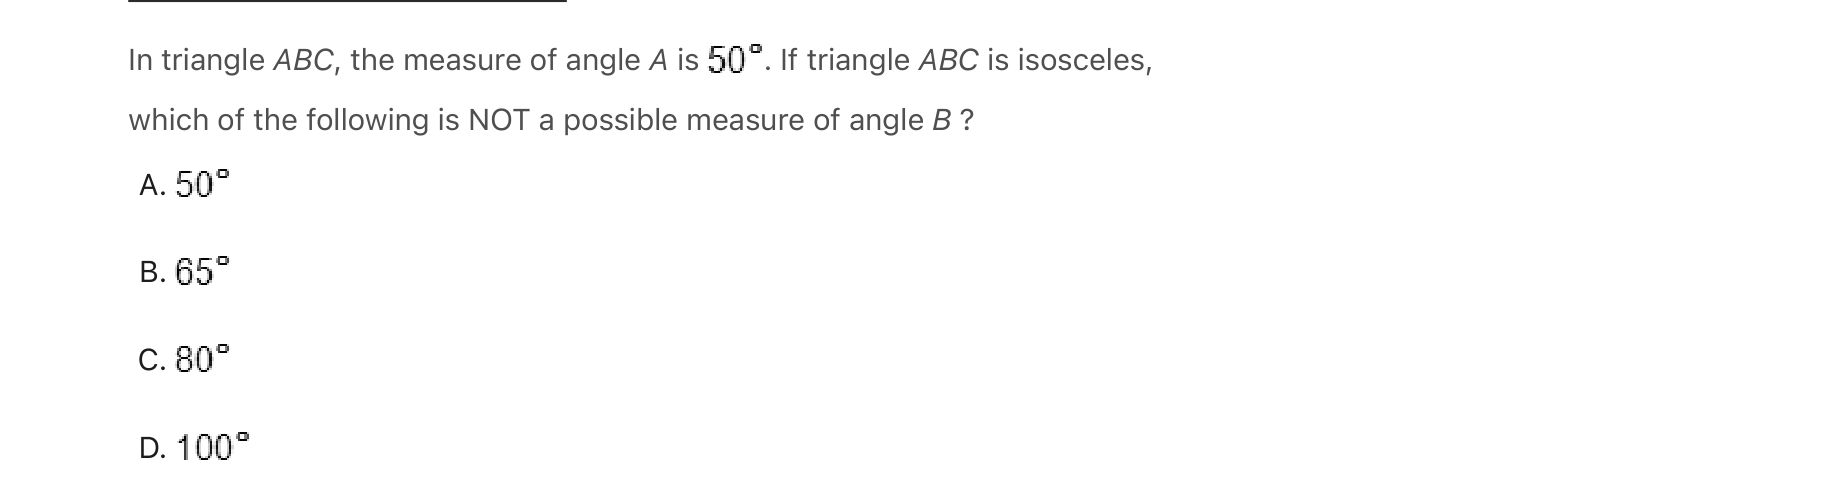 In triangle ABC, the measure of angle A is 50°. If triangle ABC is isosceles,
which of the following is NOT a possible measure of angle B ?
A. 50°
B. 65°
C. 80°
D. 100°